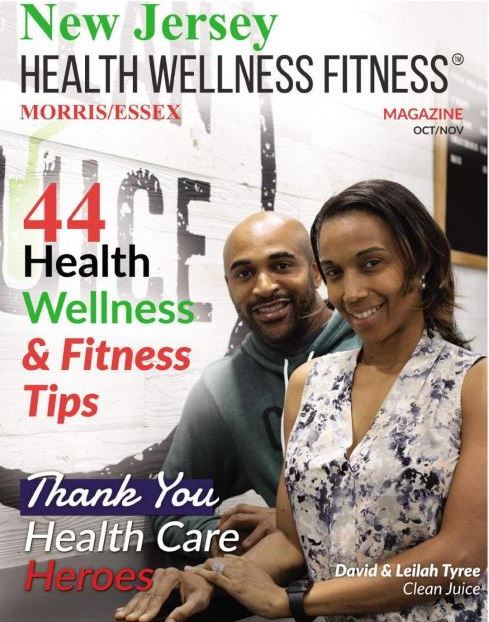 New Jersey
HEALTH WELLNESS FITNESS™
MORRIS/ESSEX
MAGAZINE
OCT/NOV
44
Health
Wellness
& Fitness
Tips
Thank You
Health Care
Heroes
David & Leilah Tyree
Clean Juice